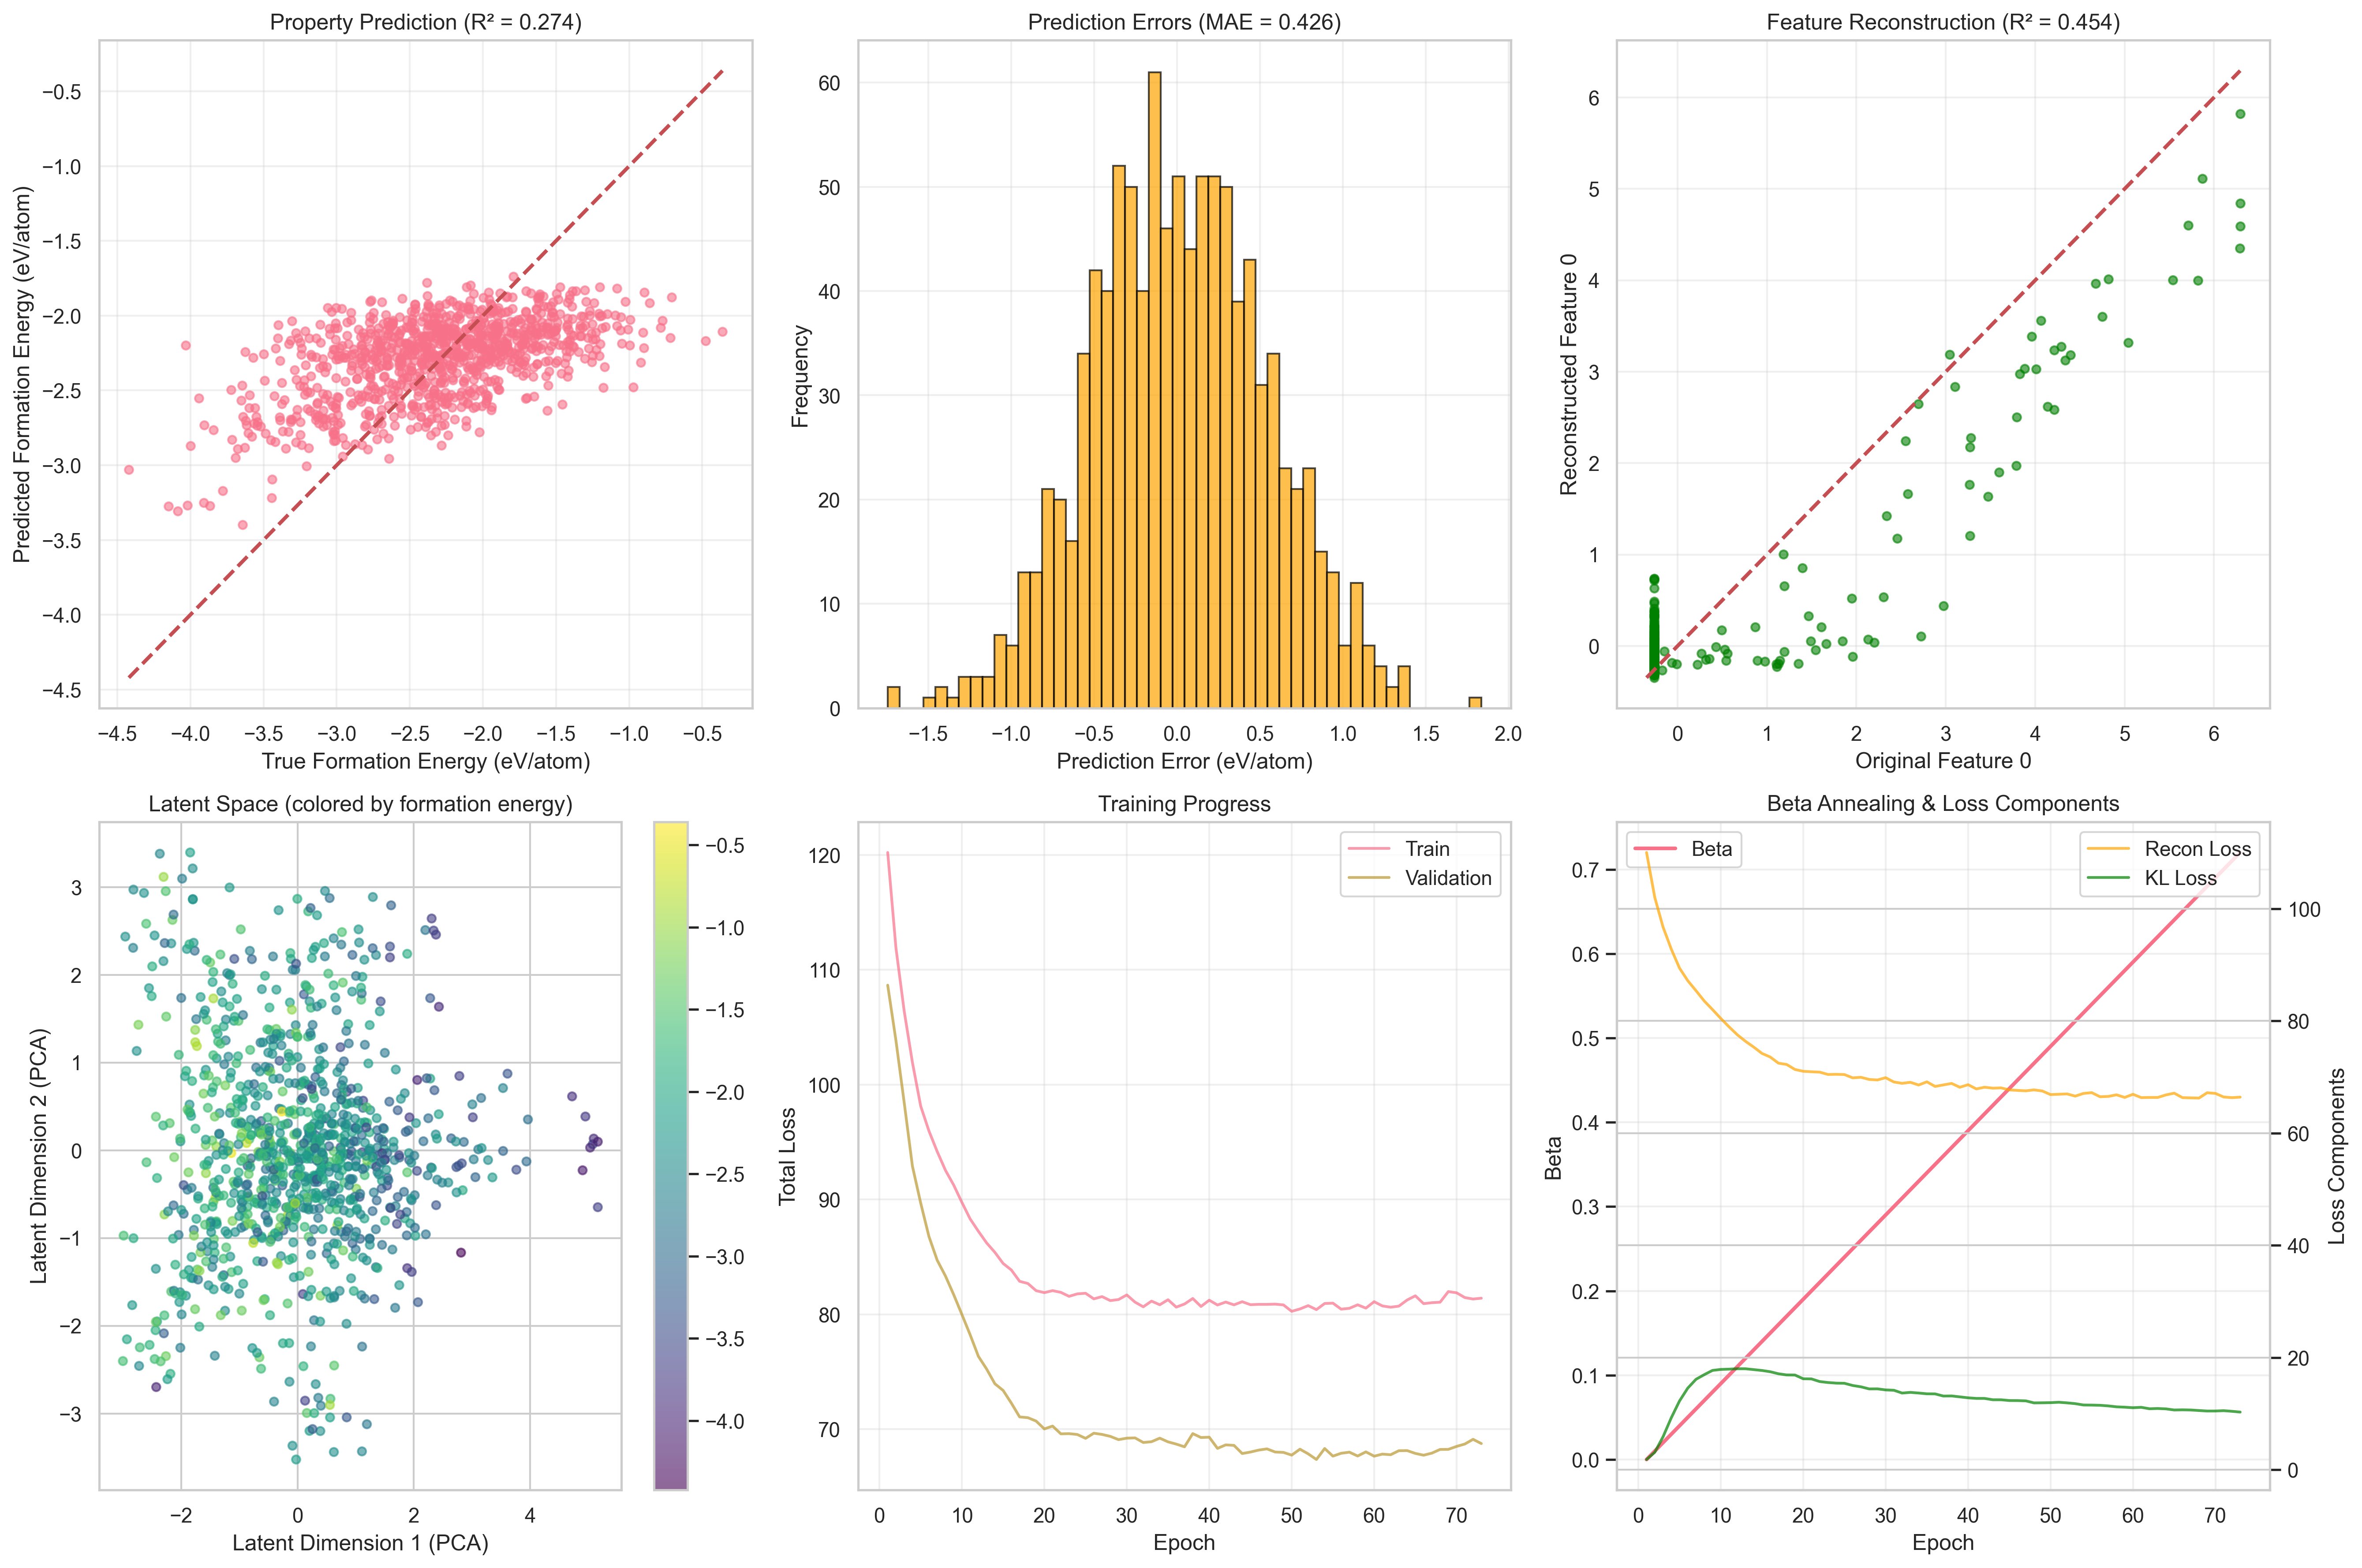 Property Prediction (R² = 0.274)
Predicted Formation Energy (eV/atom)
−0.5
−1.0
−1.5
−2.0
−2.5
−3.0
−3.5
−4.0
−4.5
−4.5 −4.0 −3.5 −3.0 −2.5 −2.0 −1.5 −1.0 −0.5
True Formation Energy (eV/atom)
Prediction Errors (MAE = 0.426)
Frequency
60
50
40
30
20
10
0
−1.5 −1.0 −0.5 0.0 0.5 1.0 1.5 2.0
Prediction Error (eV/atom)
Feature Reconstruction (R² = 0.454)
Reconstructed Feature 0
6
5
4
3
2
1
0
0 1 2 3 4 5 6
Original Feature 0
Latent Space (colored by formation energy)
Latent Dimension 2 (PCA)
3
2
1
0
−1
−2
−3
−2 0 2 4
Latent Dimension 1 (PCA)
−0.5
−1.0
−1.5
−2.0
−2.5
−3.0
−3.5
−4.0
Training Progress
Total Loss
120
110
100
90
80
70
Train
Validation
0 10 20 30 40 50 60 70
Epoch
Beta Annealing & Loss Components
Beta
0.7
0.6
0.5
0.4
0.3
0.2
0.1
0.0
Beta
Recon Loss
KL Loss
0 10 20 30 40 50 60 70
Epoch
100
80
60
40
20
0
Loss Components